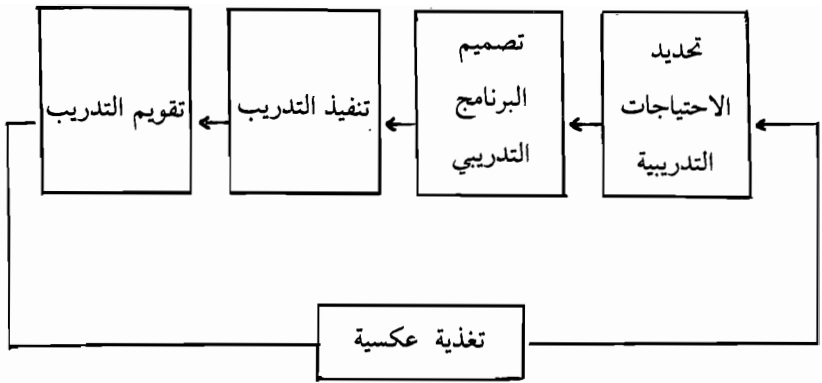 تحديد
الاحتياجات
التدريبية
تصميم
البرنامج
التدريبي
تنفيذ التدريب
تقويم التدريب
تغذية عكسية